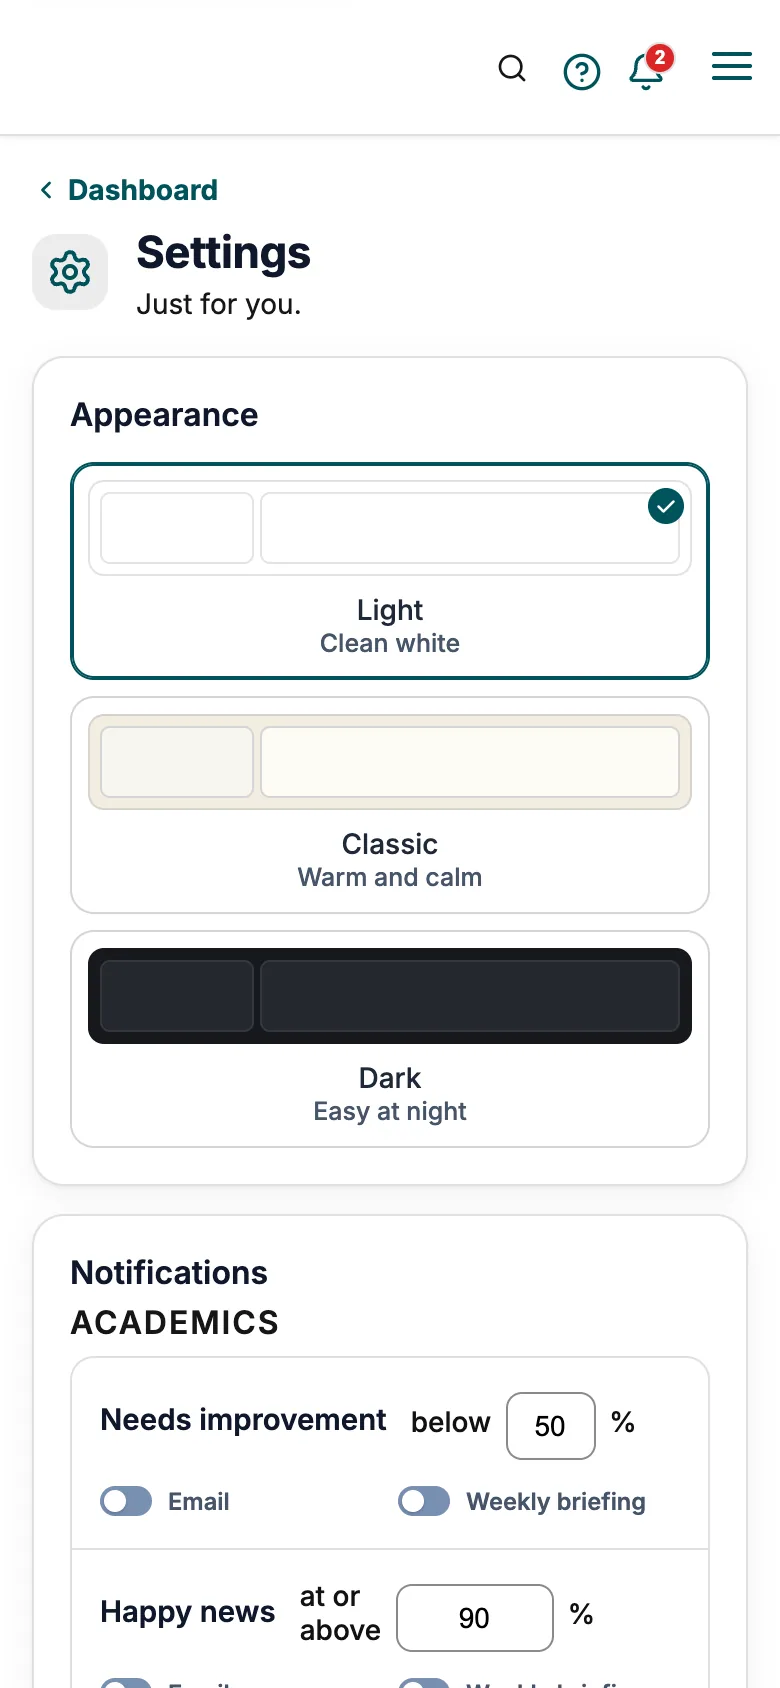 2
Dashboard
Settings
Just for you.
Appearance
Light
Clean white
Classic
Warm and calm
Dark
Easy at night
Notifications
ACADEMICS
Needs improvement below 50 %
Email Weekly briefing
Happy news at or above 90 %